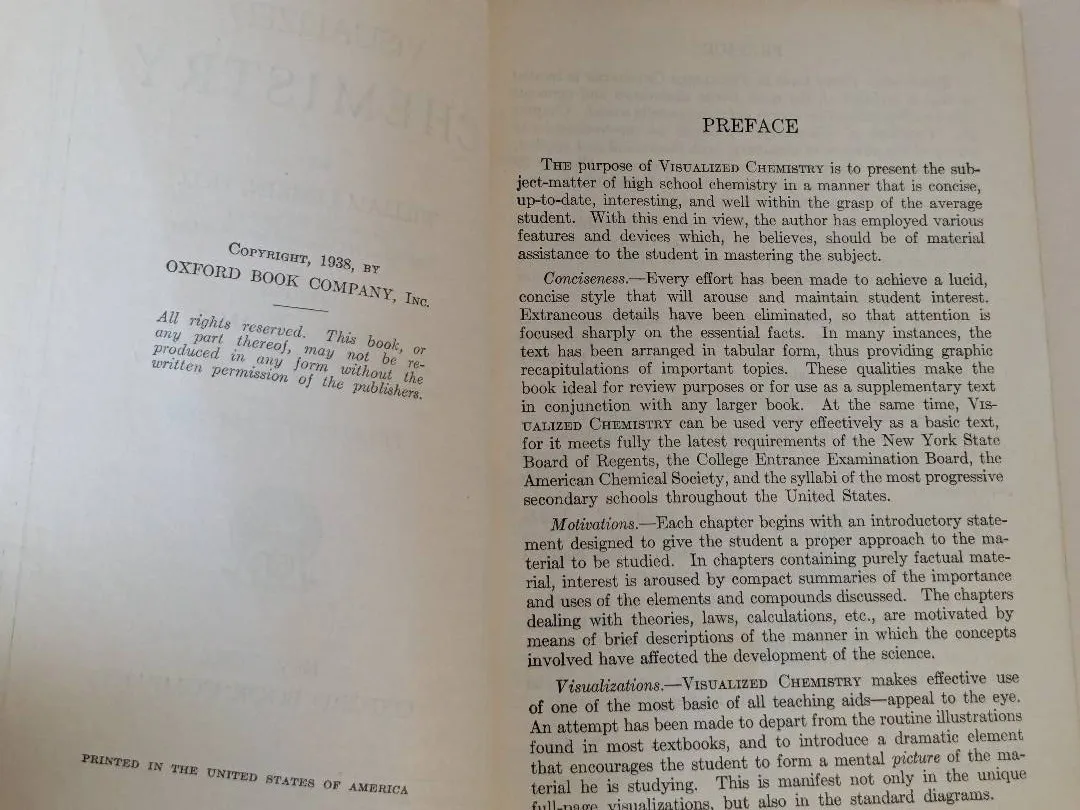 COPYRIGHT, 1938, BY
OXFORD BOOK COMPANY, INC.
All rights reserved. This book, or
any part thereof, may not be re-
produced in any form without the
written permission of the publishers.
PRINTED IN THE UNITED STATES OF AMERICA
PREFACE
THE purpose of VISUALIZED CHEMISTRY is to present the sub-
ject-matter of high school chemistry in a manner that is concise,
up-to-date, interesting, and well within the grasp of the average
student. With this end in view, the author has employed various
features and devices which, he believes, should be of material
assistance to the student in mastering the subject.
Conciseness.—Every effort has been made to achieve a lucid,
concise style that will arouse and maintain student interest.
Extraneous details have been eliminated, so that attention is
focused sharply on the essential facts. In many instances, the
text has been arranged in tabular form, thus providing graphic
recapitulations of important topics. These qualities make the
book ideal for review purposes or for use as a supplementary text
in conjunction with any larger book. At the same time, VIS-
UALIZED CHEMISTRY can be used very effectively as a basic text,
for it meets fully the latest requirements of the New York State
Board of Regents, the College Entrance Examination Board, the
American Chemical Society, and the syllabi of the most progressive
secondary schools throughout the United States.
Motivations.—Each chapter begins with an introductory state-
ment designed to give the student a proper approach to the ma-
terial to be studied. In chapters containing purely factual mate-
rial, interest is aroused by compact summaries of the importance
and uses of the elements and compounds discussed. The chapters
dealing with theories, laws, calculations, etc., are motivated by
means of brief descriptions of the manner in which the concepts
involved have affected the development of the science.
Visualizations.—VISUALIZED CHEMISTRY makes effective use
of one of the most basic of all teaching aids—appeal to the eye.
An attempt has been made to depart from the routine illustrations
found in most textbooks, and to introduce a dramatic element
that encourages the student to form a mental picture of the ma-
terial he is studying. This is manifest not only in the unique
full-page visualizations, but also in the standard diagrams.